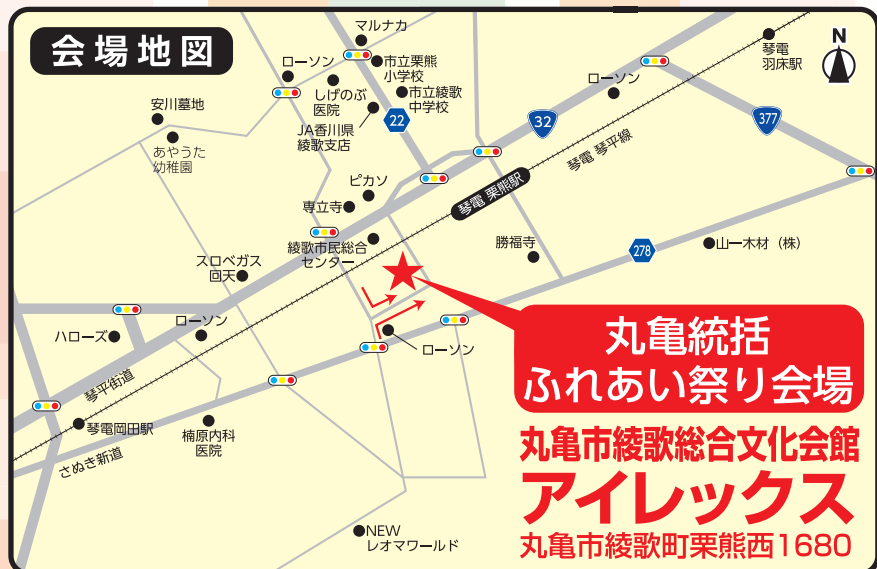 会場地図
マルナカ
ローソン
市立栗熊
小学校
しげのぶ
医院
市立綾歌
中学校
JA香川県
綾歌支店
22
安川墓地
あやうた
幼稚園
ローソン
32
琴電
羽床駅
N
377
琴電 琴平線
琴電 栗熊駅
ピカソ
専立寺
綾歌市民総合
センター
勝福寺
278
山一木材（株）
スロベガス
回天
ハローズ
ローソン
ローソン
琴平街道
琴電岡田駅
さぬき新道
楠原内科
医院
NEW
レオマワールド
丸亀統括
ふれあい祭り会場
丸亀市綾歌総合文化会館
アイレックス
丸亀市綾歌町栗熊西1680